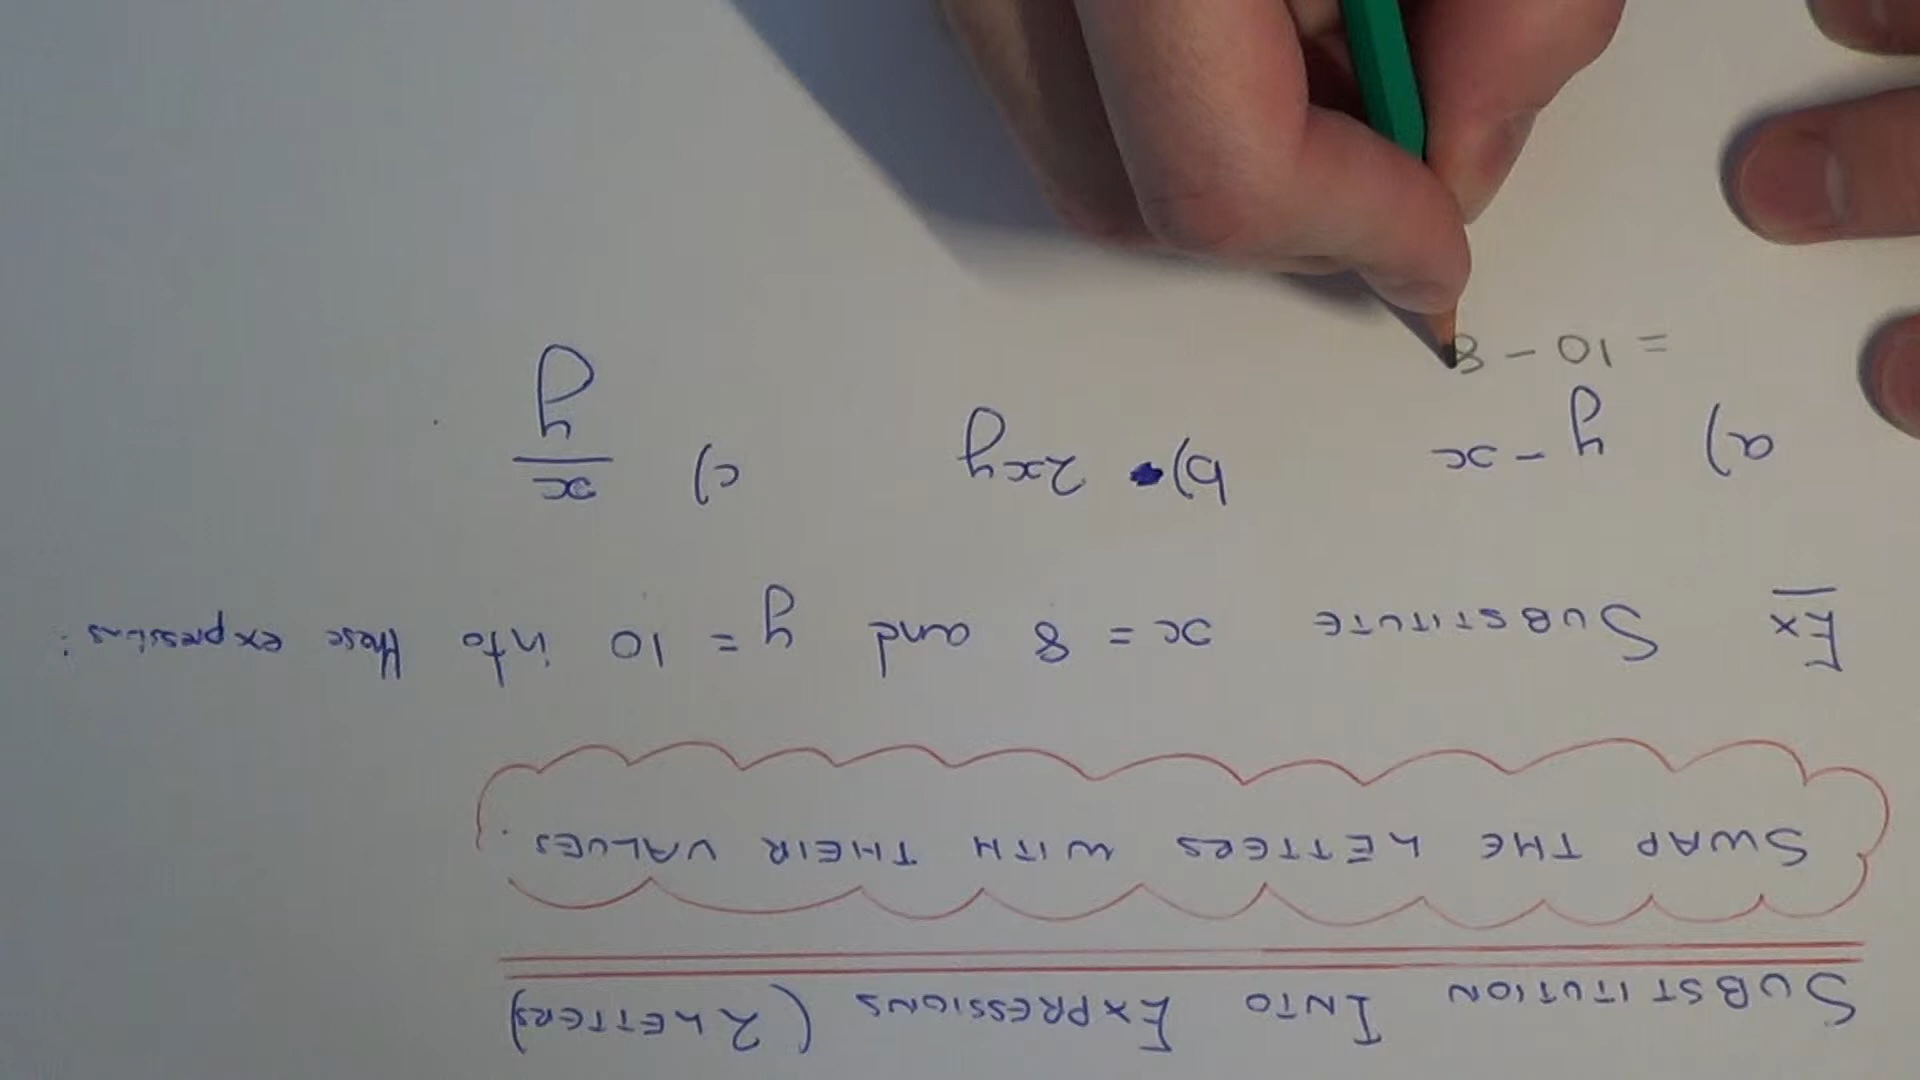 SUBSTITUTION INTO EXPRESSIONS (2 LETTERS)
SWAP THE LETTERS WITH THEIR VALUES.
Ex SUBSTITUTE x = 8 and y = 10 into these expressions:
a) y - x b) 2xy c) x/y
= 10 - 8